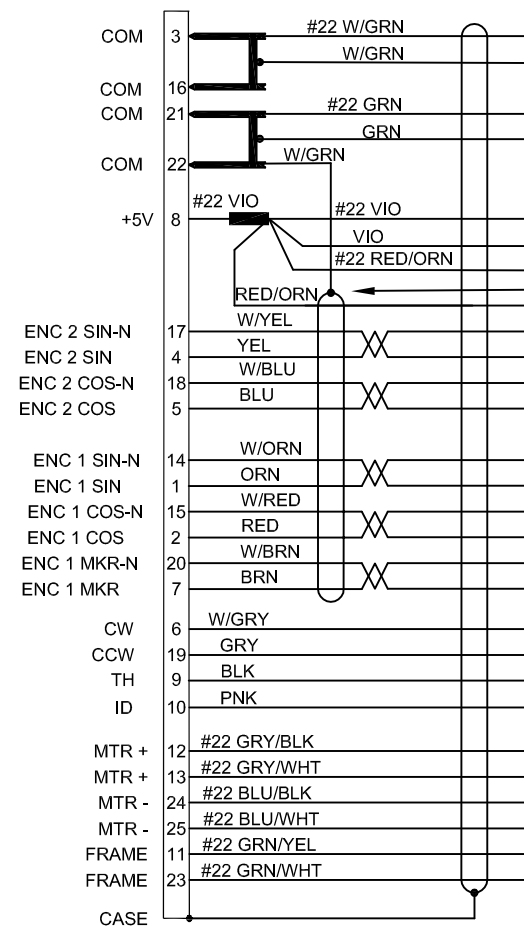 COM 3 #22 W/GRN
W/GRN
COM 16
COM 21 #22 GRN
GRN
COM 22 W/GRN
+5V 8 #22 VIO #22 VIO
VIO
#22 RED/ORN
RED/ORN
ENC 2 SIN-N 17 W/YEL
ENC 2 SIN 4 YEL
ENC 2 COS-N 18 W/BLU
ENC 2 COS 5 BLU
ENC 1 SIN-N 14 W/ORN
ENC 1 SIN 1 ORN
ENC 1 COS-N 15 W/RED
ENC 1 COS 2 RED
ENC 1 MKR-N 20 W/BRN
ENC 1 MKR 7 BRN
CW 6 W/GRY
CCW 19 GRY
TH 9 BLK
ID 10 PNK
MTR + 12 #22 GRY/BLK
MTR + 13 #22 GRY/WHT
MTR - 24 #22 BLU/BLK
MTR - 25 #22 BLU/WHT
FRAME 11 #22 GRN/YEL
FRAME 23 #22 GRN/WHT
CASE